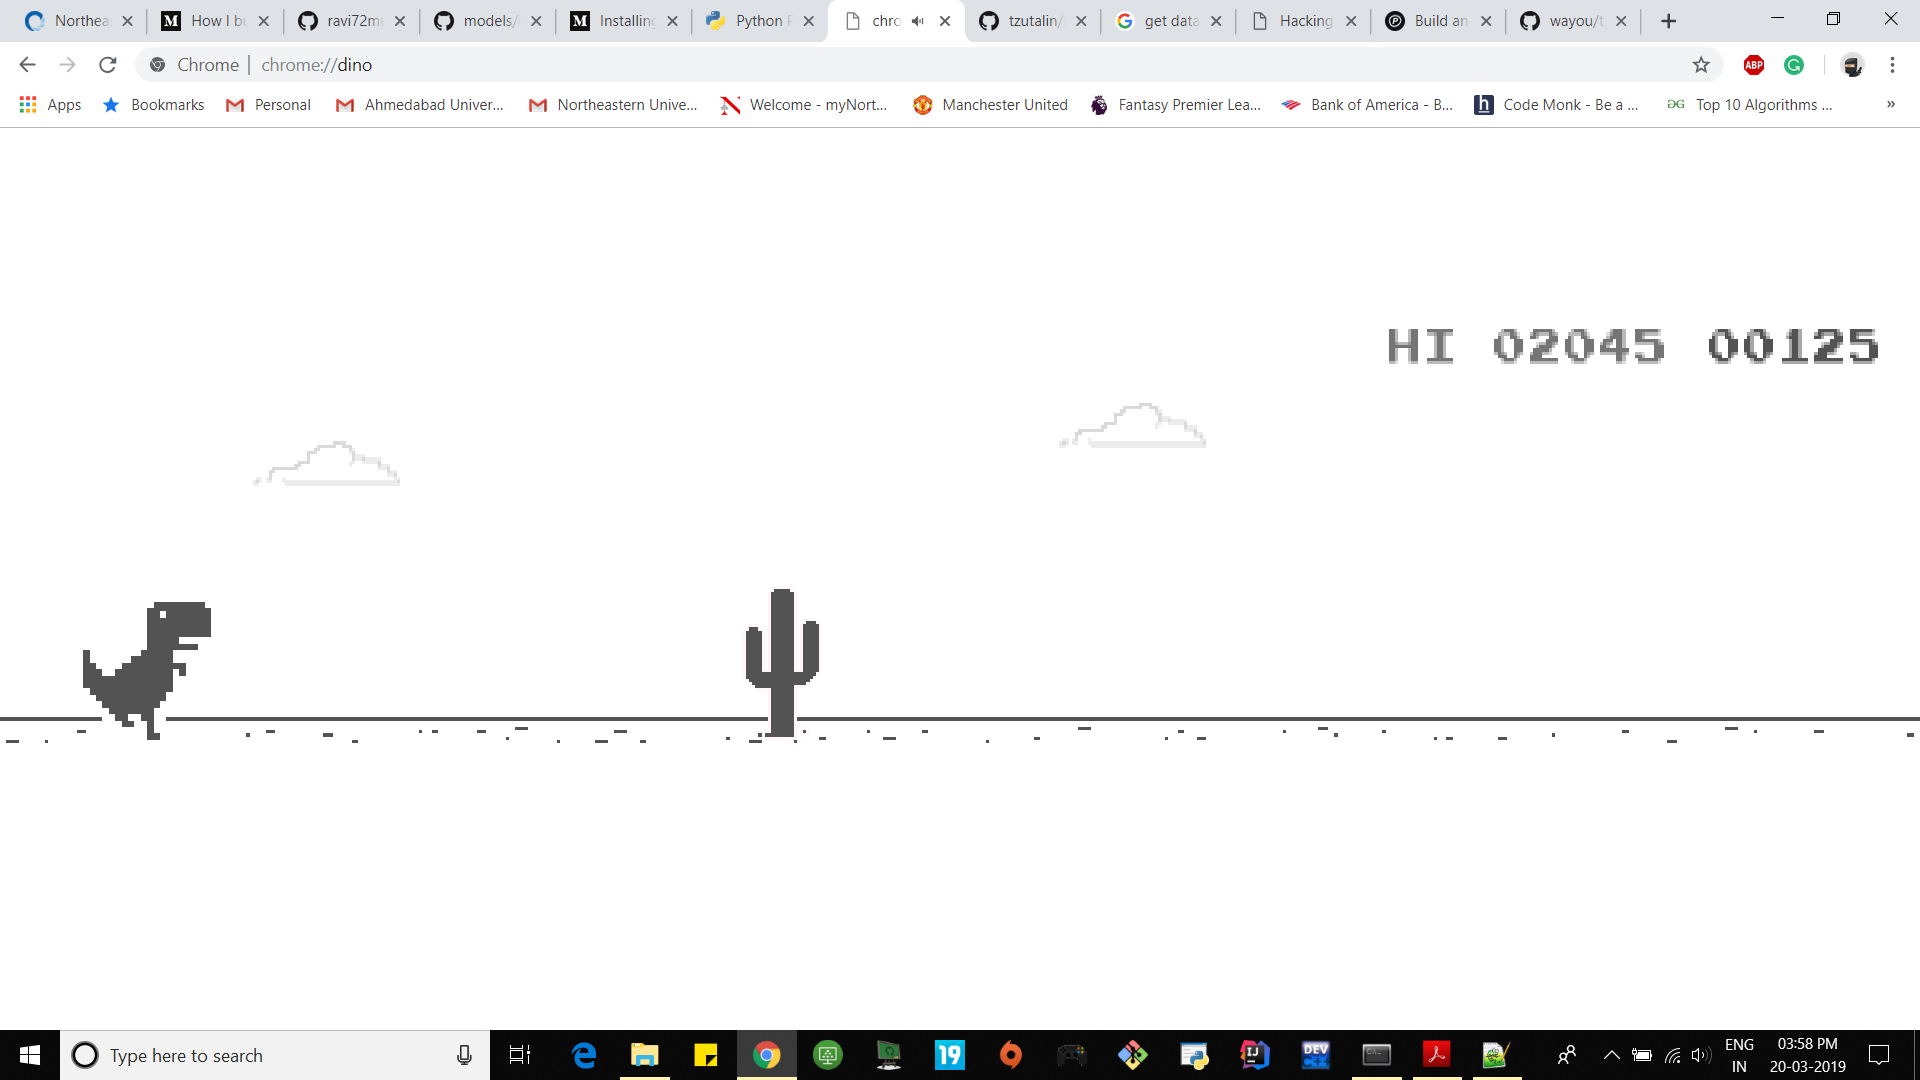 Northea How I bu ravi72mu models/ Installing Python P chro tzutalin/ get data Hacking Build an wayou/t
Chrome | chrome://dino
Apps Bookmarks Personal Ahmedabad Univer... Northeastern Unive... Welcome - myNort... Manchester United Fantasy Premier Lea... Bank of America - B... Code Monk - Be a ... Top 10 Algorithms ... »
HI 02045 00125
Type here to search
ENG
IN
03:58 PM
20-03-2019